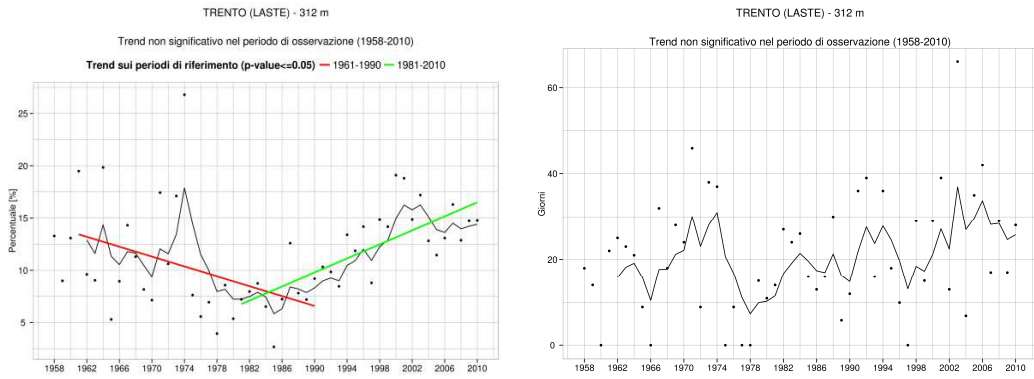 TRENTO (LASTE) - 312 m
Trend non significativo nel periodo di osservazione (1958-2010)
Trend sui periodi di riferimento (p-value<=0.05) 1961-1990 1981-2010
Percentuale [%]
25
20
15
10
5
1958 1962 1966 1970 1974 1978 1982 1986 1990 1994 1998 2002 2006 2010
TRENTO (LASTE) - 312 m
Trend non significativo nel periodo di osservazione (1958-2010)
Giorni
60
40
20
0
1958 1962 1966 1970 1974 1978 1982 1986 1990 1994 1998 2002 2006 2010